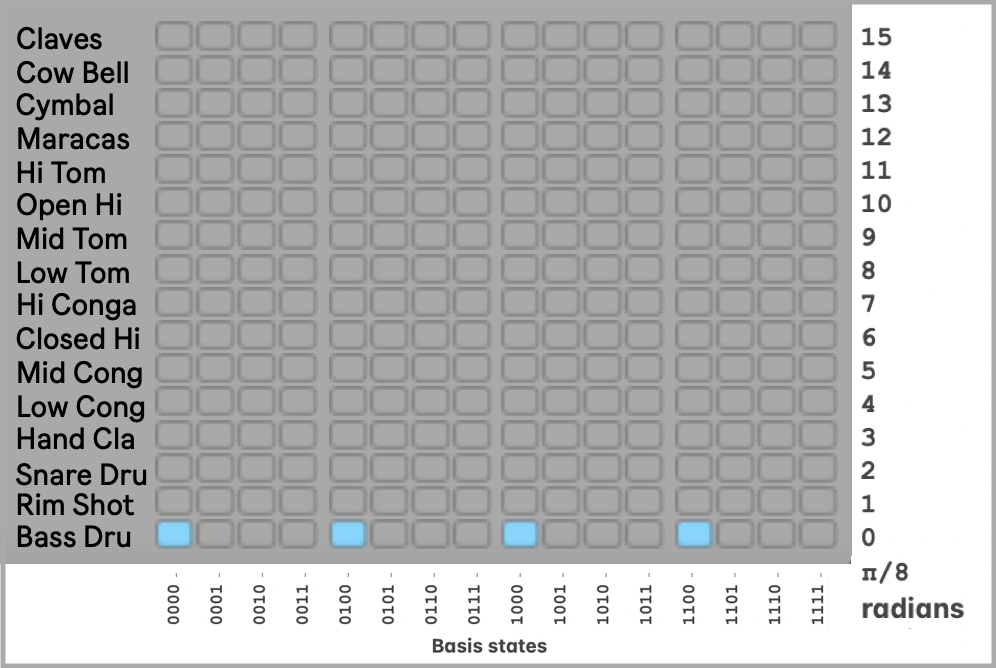 Claves 15
Cow Bell 14
Cymbal 13
Maracas 12
Hi Tom 11
Open Hi 10
Mid Tom 9
Low Tom 8
Hi Conga 7
Closed Hi 6
Mid Cong 5
Low Cong 4
Hand Cla 3
Snare Dru 2
Rim Shot 1
Bass Dru 0
π/8
radians
0000 0001 0010 0011 0100 0101 0110 0111 1000 1001 1010 1011 1100 1101 1110 1111
Basis states